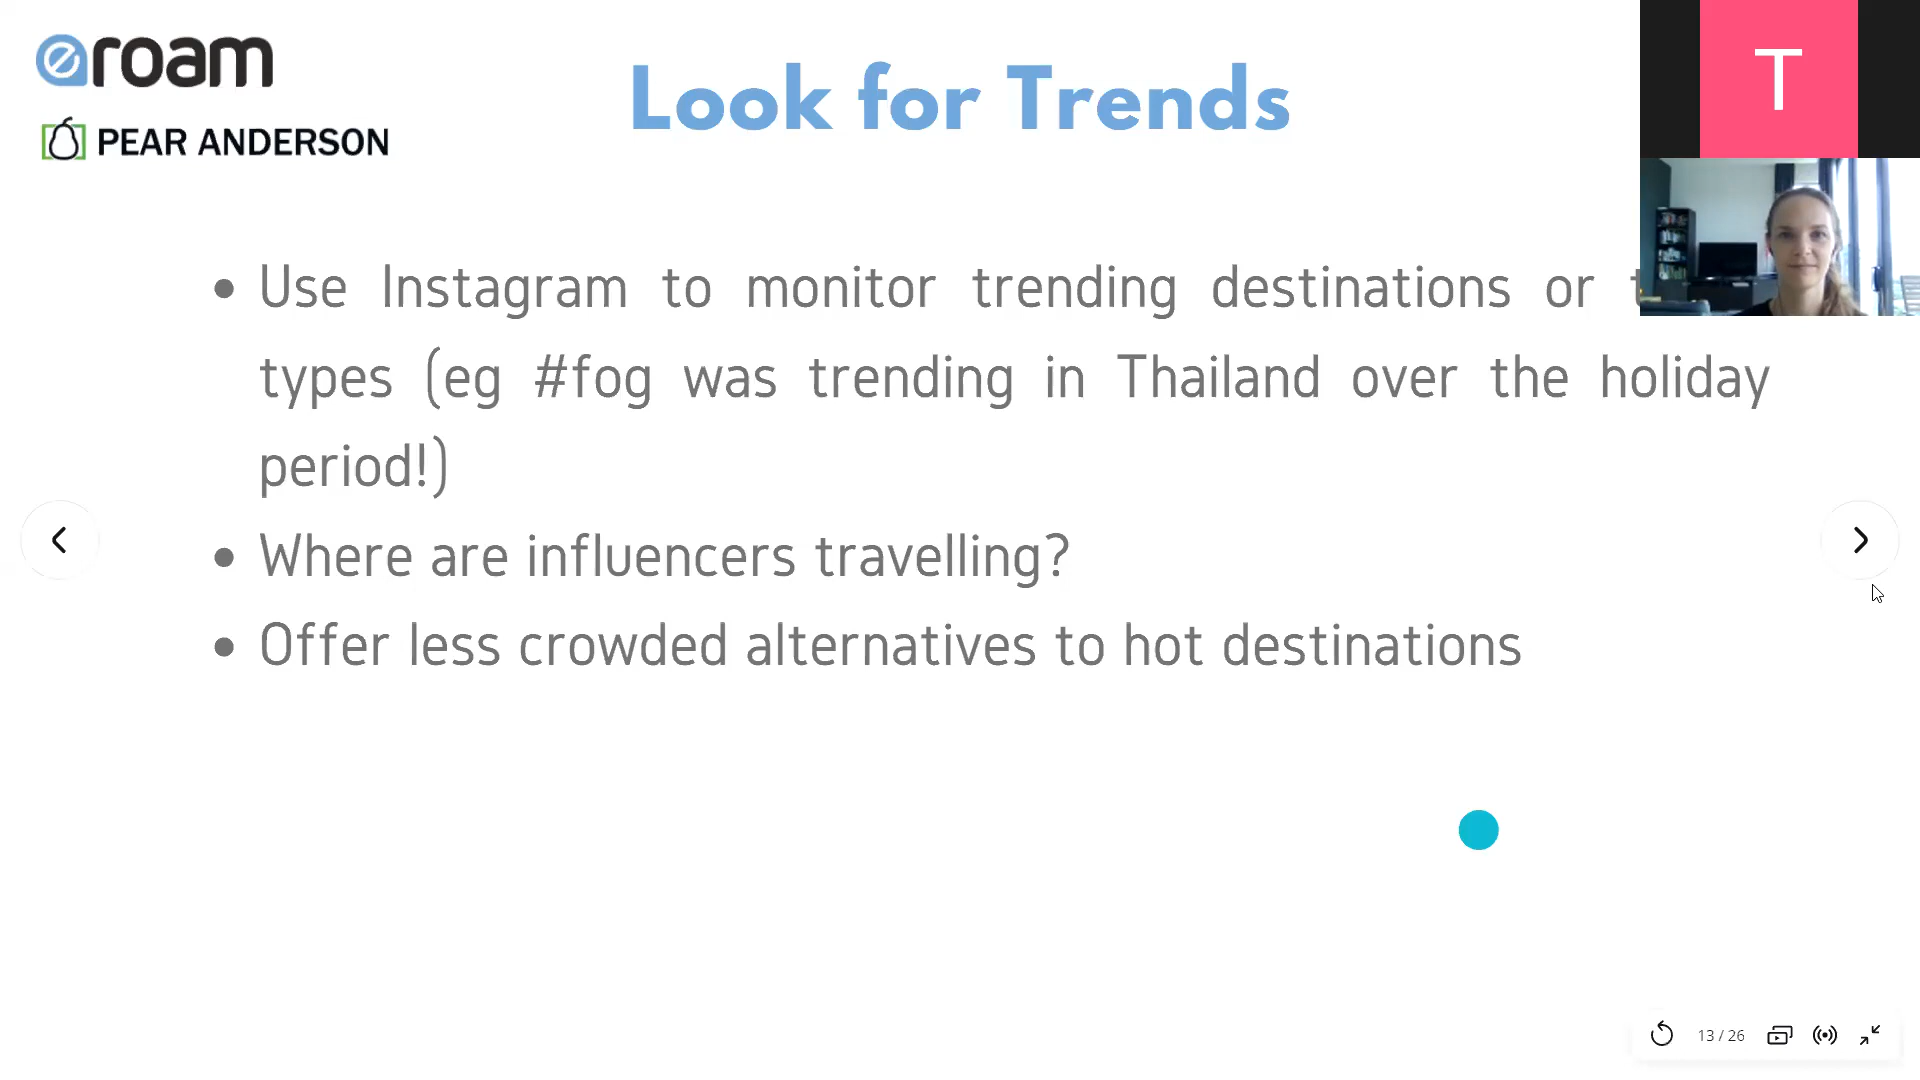 eroam
PEAR ANDERSON
Look for Trends
T
• Use Instagram to monitor trending destinations or
types (eg #fog was trending in Thailand over the holiday
period!)
• Where are influencers travelling?
• Offer less crowded alternatives to hot destinations
13 / 26